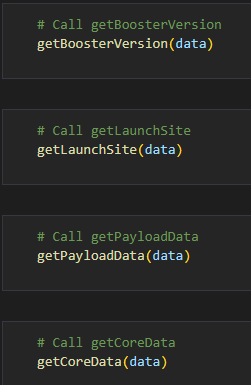 # Call getBoosterVersion
getBoosterVersion(data)
# Call getLaunchSite
getLaunchSite(data)
# Call getPayloadData
getPayloadData(data)
# Call getCoreData
getCoreData(data)